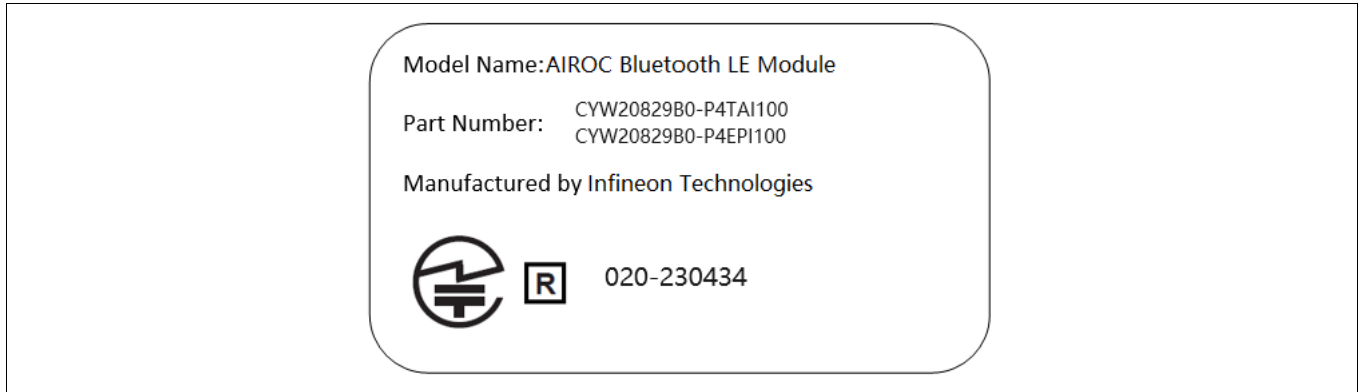 Model Name:AIROC Bluetooth LE Module
Part Number:
CYW20829B0-P4TAI100
CYW20829B0-P4EPI100
Manufactured by Infineon Technologies
R 020-230434